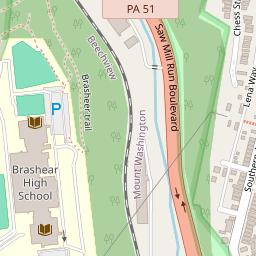 PA 51
Chess St
Beechview
Saw Mill Run Boulevard
Brashear trail
Lena Way
P
Brashear
High
School
Mount Washington
Southern